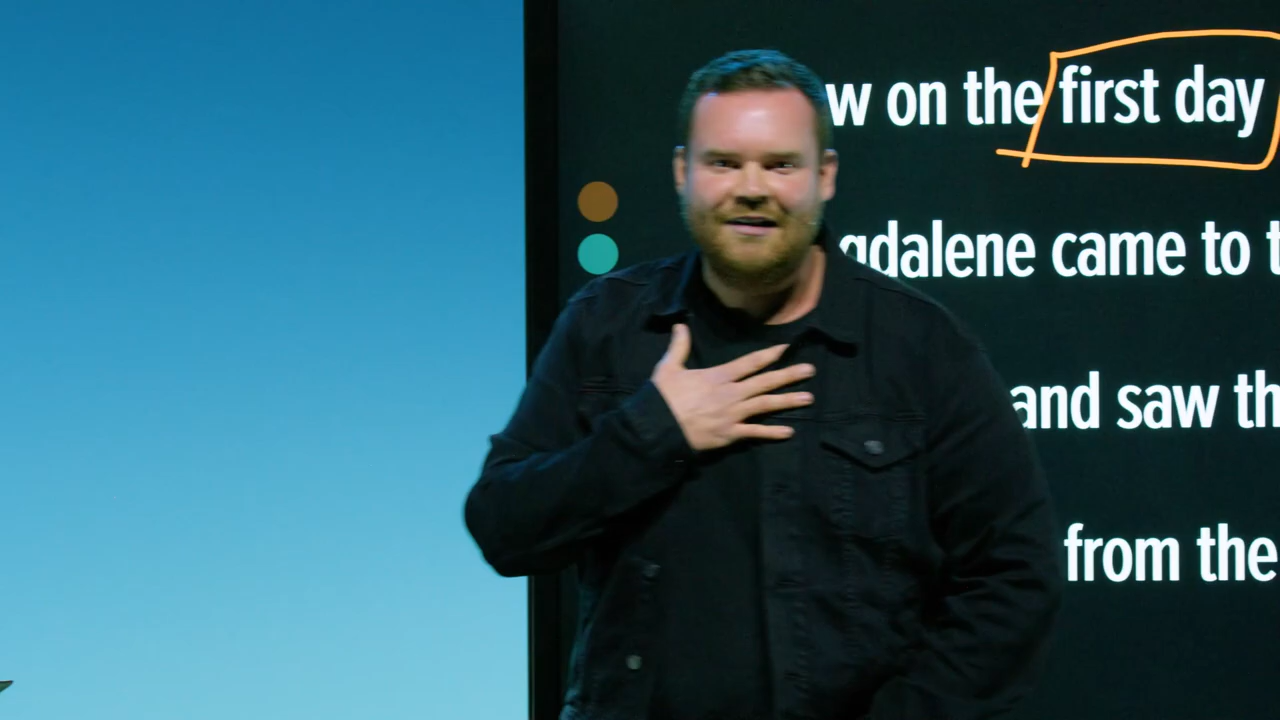 w on the first day
gdalene came to t
and saw th
from the